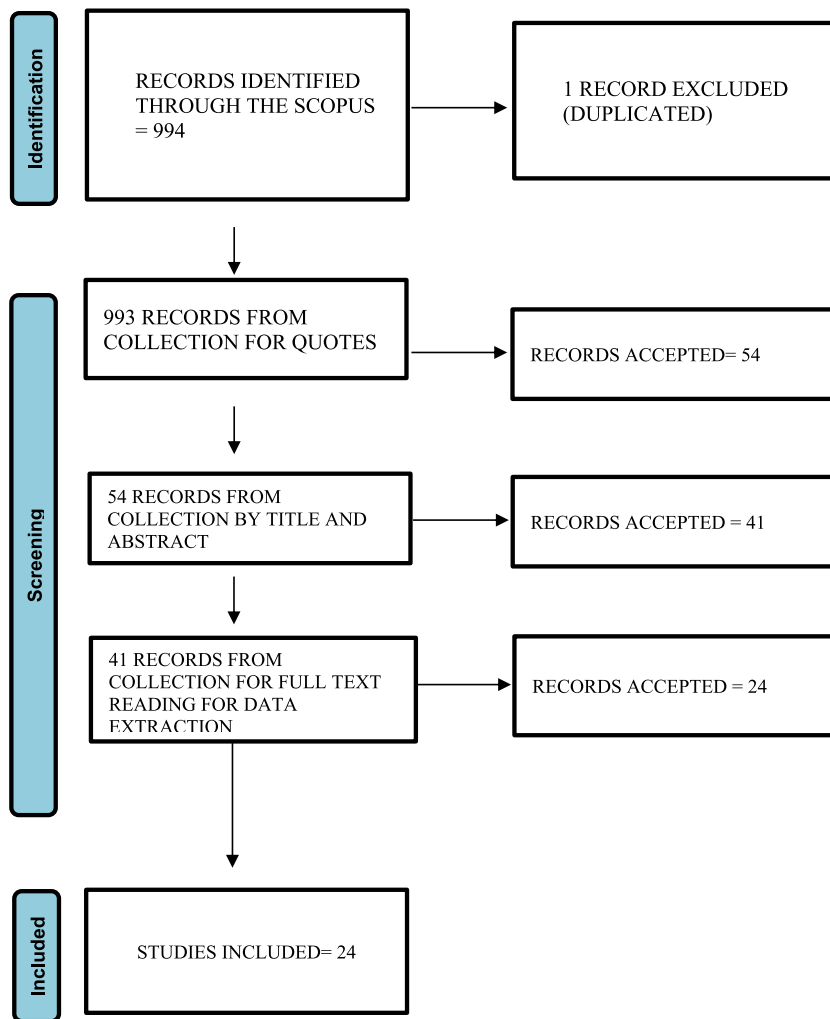 Identification
RECORDS IDENTIFIED
THROUGH THE SCOPUS
= 994
1 RECORD EXCLUDED
(DUPLICATED)
Screening
993 RECORDS FROM
COLLECTION FOR QUOTES
RECORDS ACCEPTED= 54
54 RECORDS FROM
COLLECTION BY TITLE AND
ABSTRACT
RECORDS ACCEPTED = 41
41 RECORDS FROM
COLLECTION FOR FULL TEXT
READING FOR DATA
EXTRACTION
RECORDS ACCEPTED = 24
Included
STUDIES INCLUDED= 24